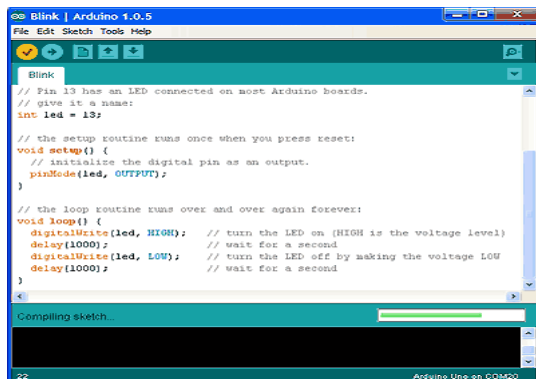 Blink | Arduino 1.0.5
File Edit Sketch Tools Help
Blink
// Pin 13 has an LED connected on most Arduino boards.
// give it a name:
int led = 13;
// the setup routine runs once when you press reset:
void setup() {
// initialize the digital pin as an output.
pinMode(led, OUTPUT);
}
// the loop routine runs over and over again forever:
void loop() {
digitalWrite(led, HIGH); // turn the LED on (HIGH is the voltage level)
delay(1000); // wait for a second
digitalWrite(led, LOW); // turn the LED off by making the voltage LOW
delay(1000); // wait for a second
}
Compiling sketch...
22 Arduino Uno on COM20